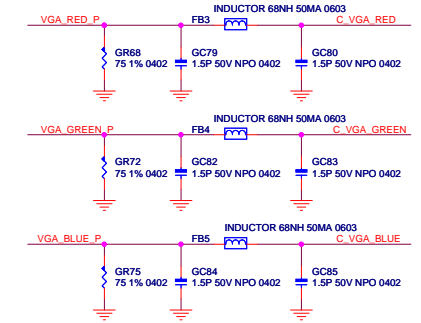 INDUCTOR 68NH 50MA 0603
VGA_RED_P FB3 C_VGA_RED
GR68 GC79 GC80
75 1% 0402 1.5P 50V NPO 0402 1.5P 50V NPO 0402
INDUCTOR 68NH 50MA 0603
VGA_GREEN_P FB4 C_VGA_GREEN
GR72 GC82 GC83
75 1% 0402 1.5P 50V NPO 0402 1.5P 50V NPO 0402
INDUCTOR 68NH 50MA 0603
VGA_BLUE_P FB5 C_VGA_BLUE
GR75 GC84 GC85
75 1% 0402 1.5P 50V NPO 0402 1.5P 50V NPO 0402